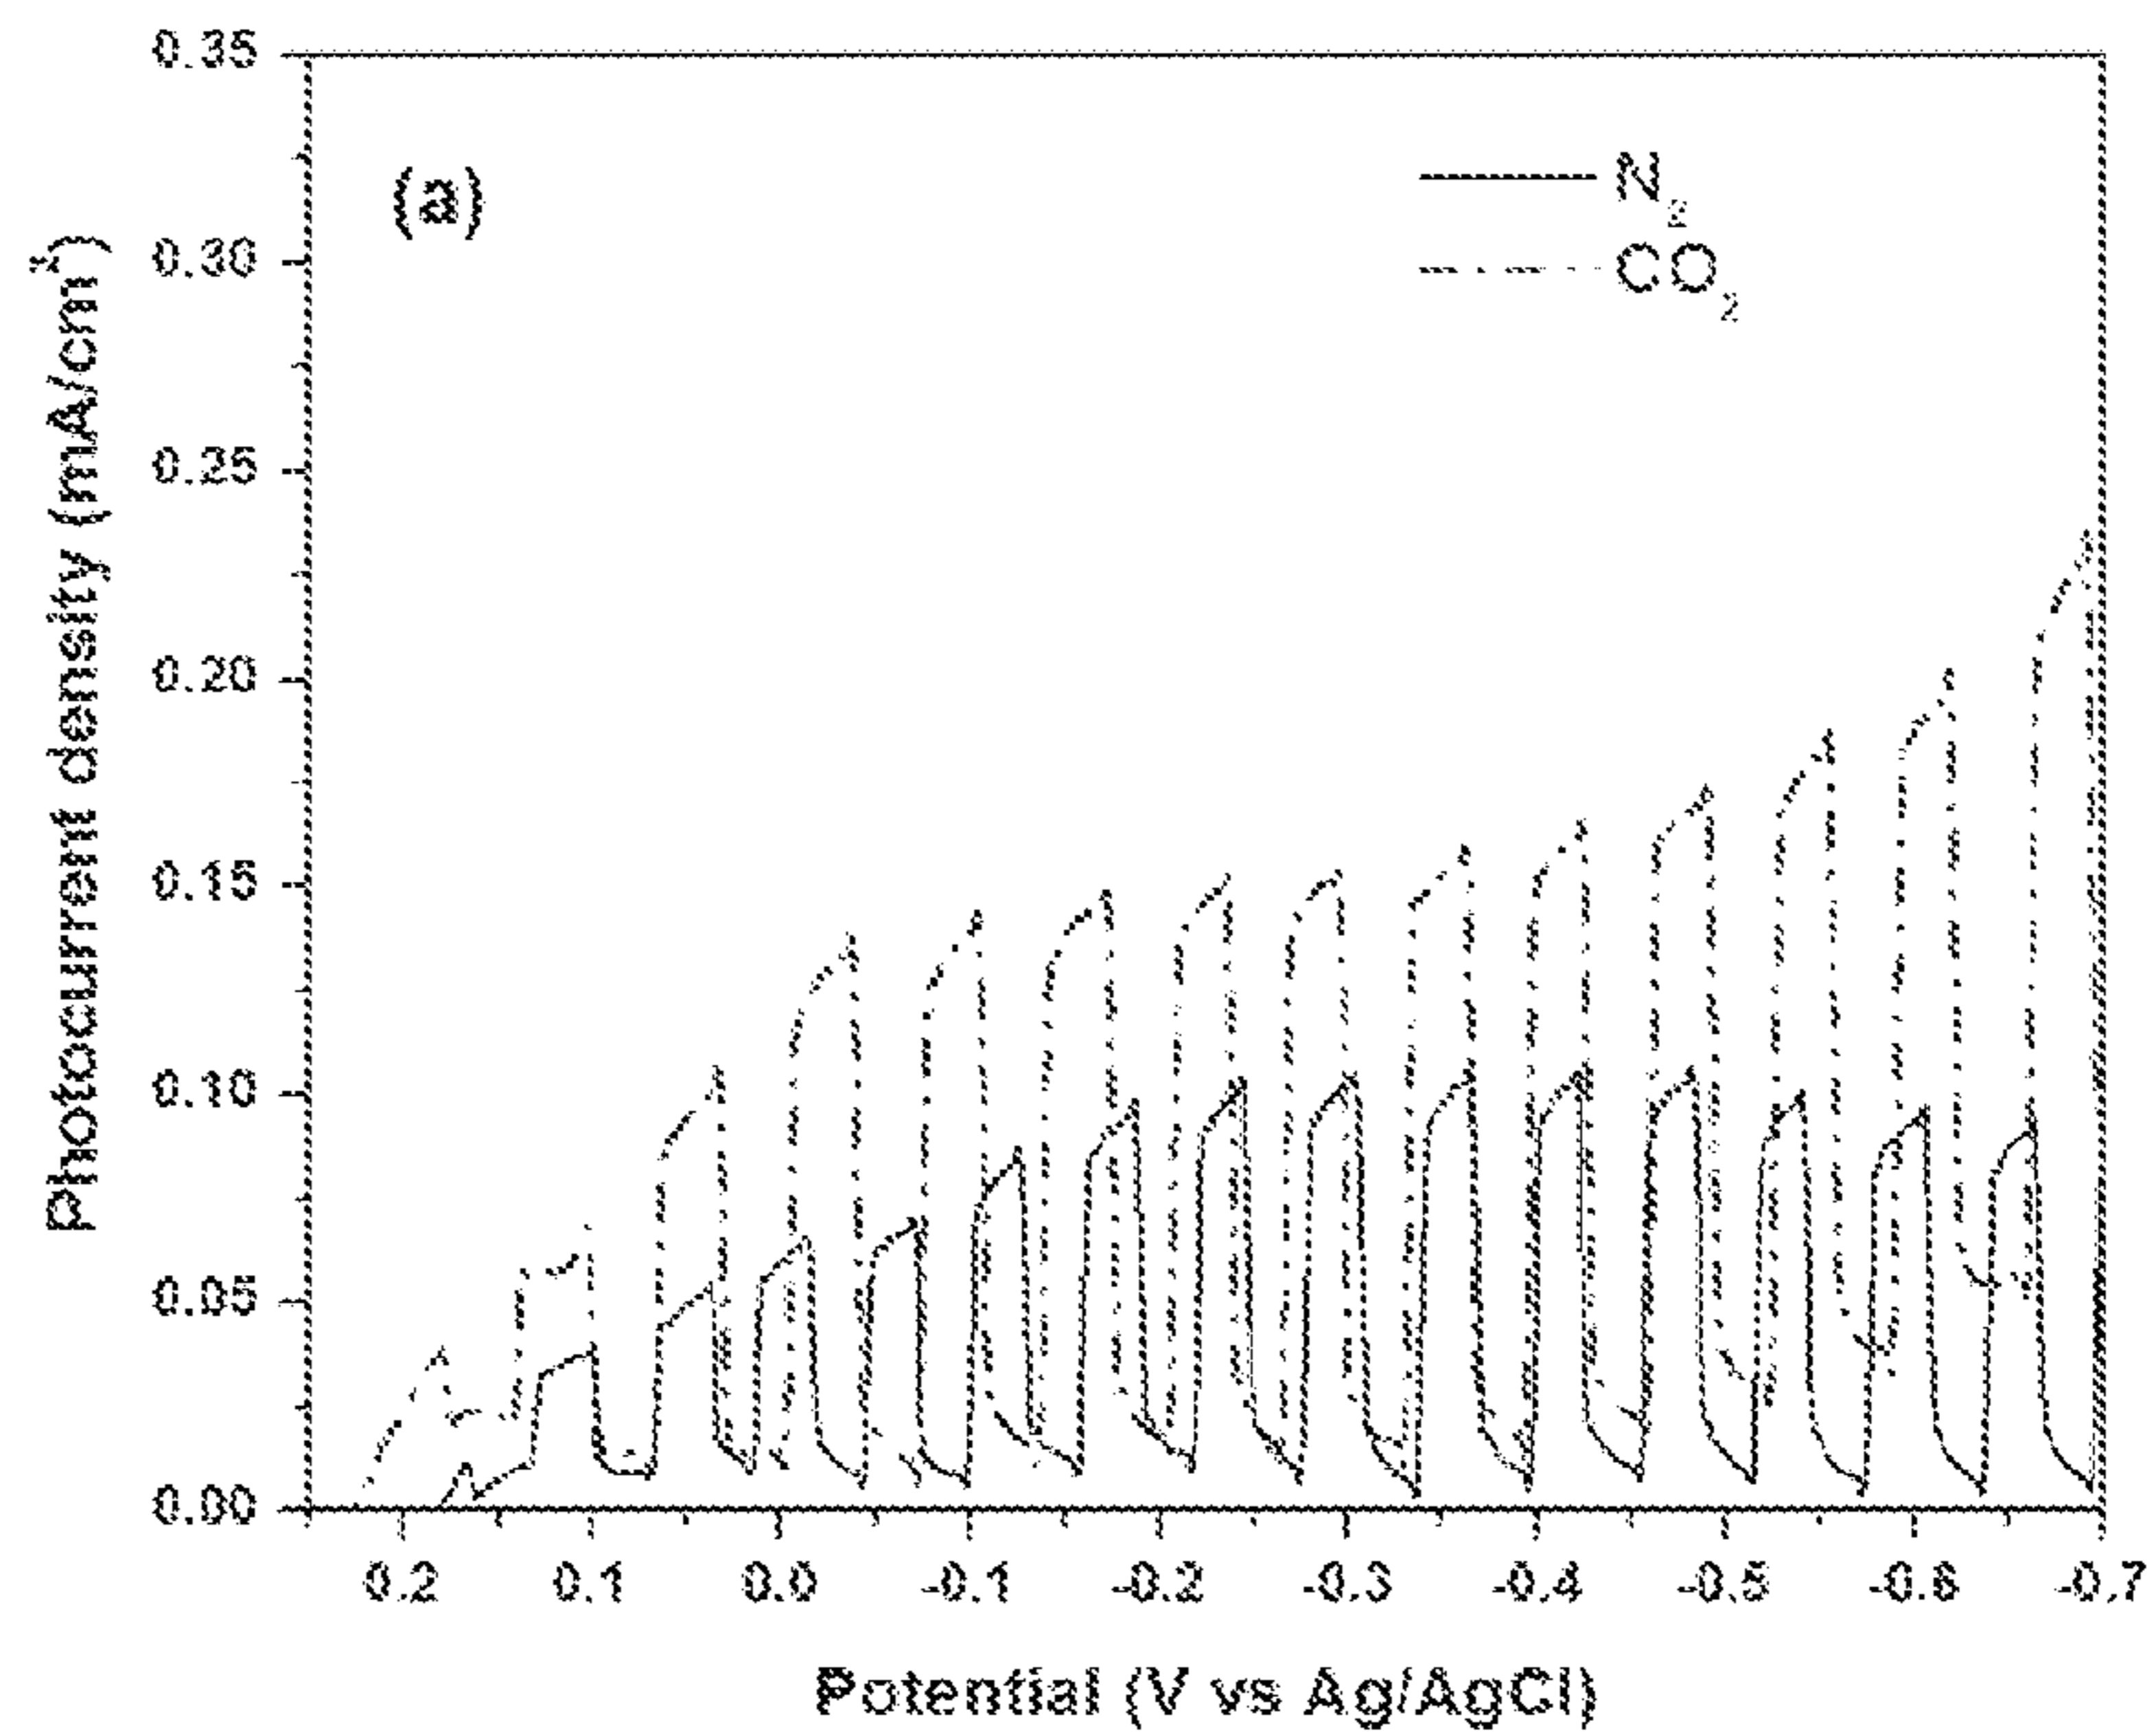 0.35
(a)
N₂
CO₂
0.30
0.25
0.20
0.15
0.10
0.05
0.00
Photocurrent density (mA/cm²)
0.2 0.1 0.0 -0.1 -0.2 -0.3 -0.4 -0.5 -0.6 -0.7
Potential (V vs Ag/AgCl)